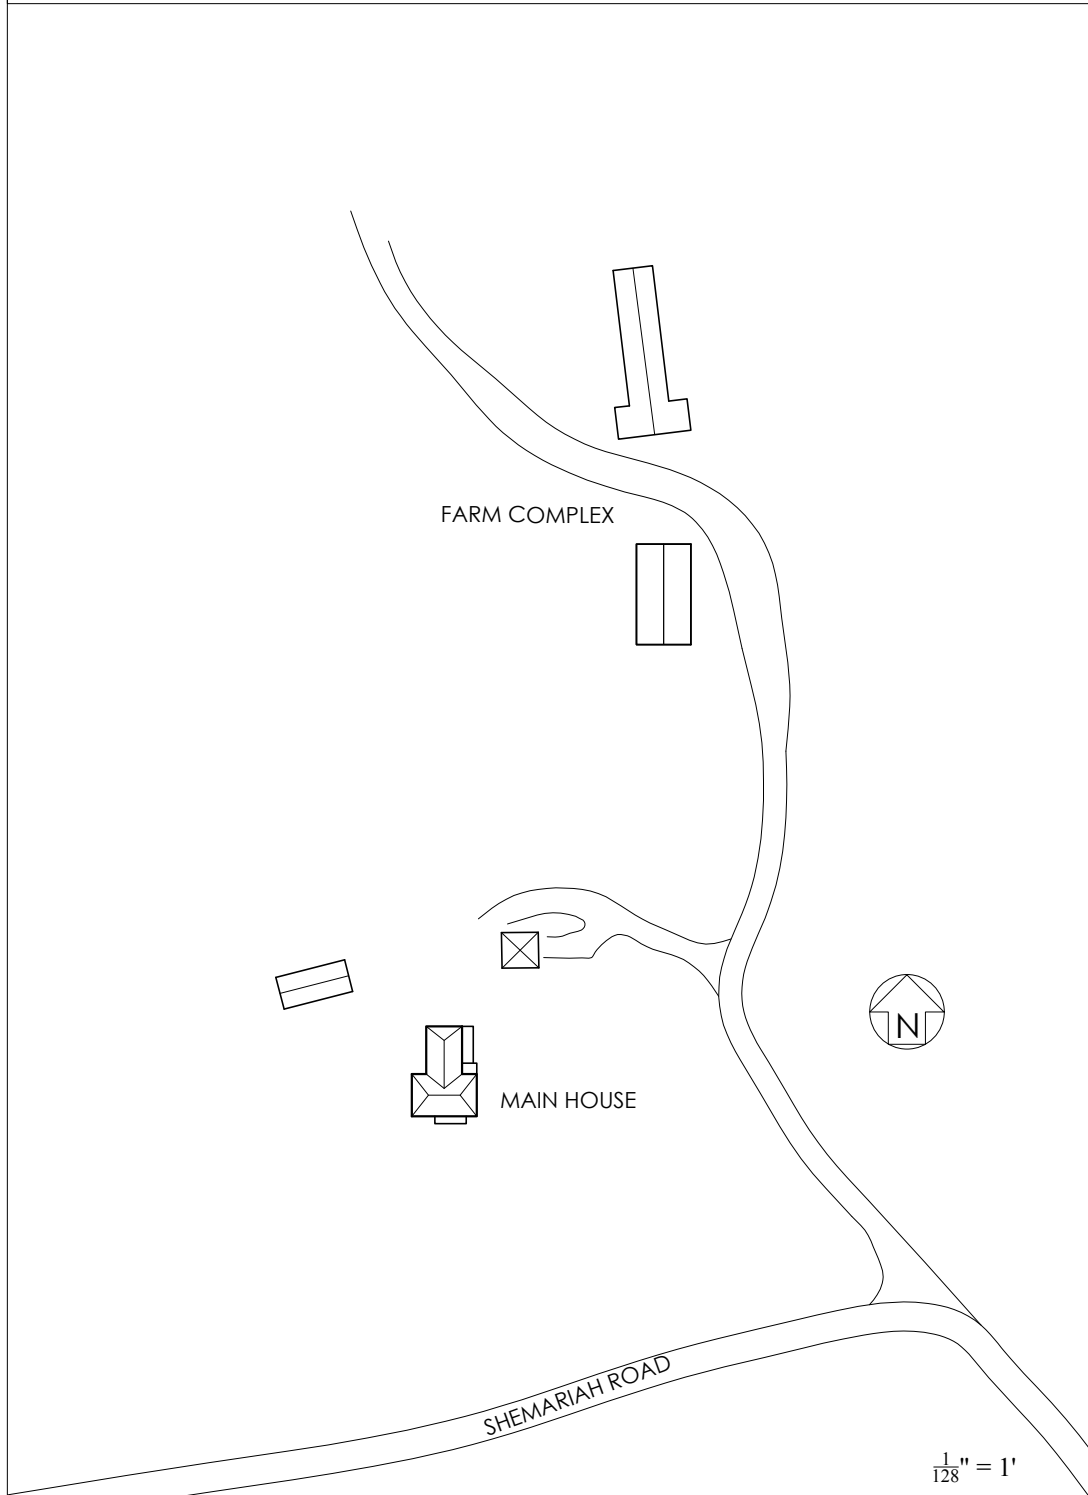 FARM COMPLEX
N
MAIN HOUSE
SHEMARIAH ROAD
1/128" = 1'